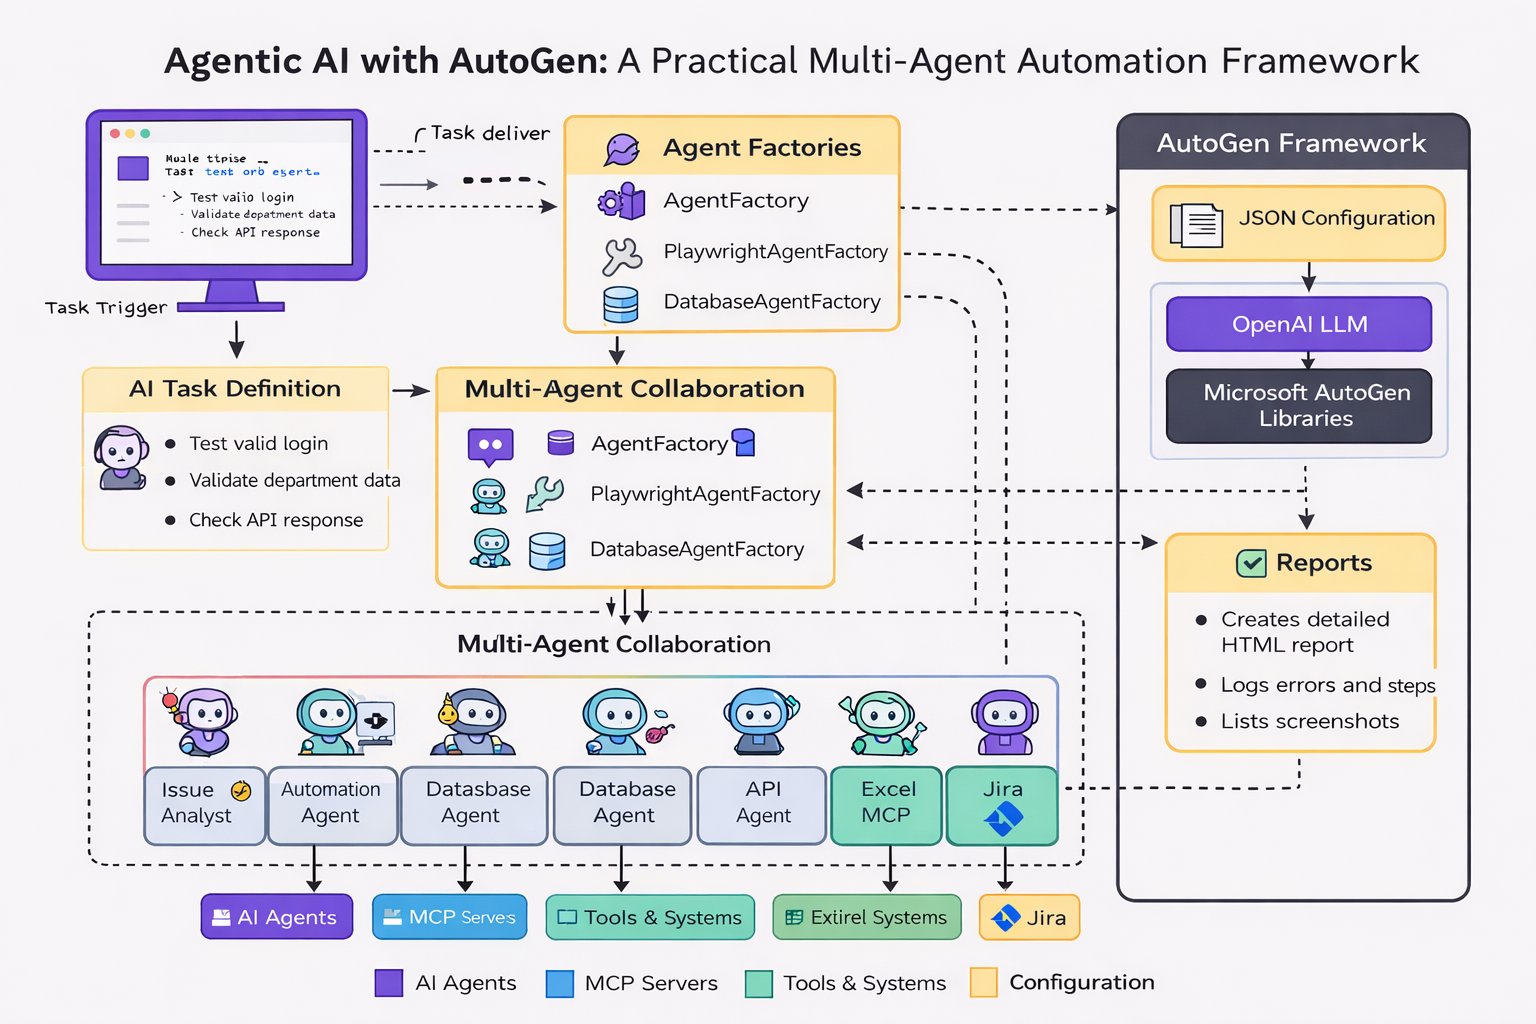 Agentic AI with AutoGen: A Practical Multi-Agent Automation Framework
Task deliver
Test vaiio login
- Validate department data
- Check API response
Task Trigger
Agent Factories
AgentFactory
PlaywrightAgentFactory
DatabaseAgentFactory
AutoGen Framework
JSON Configuration
OpenAI LLM
Microsoft AutoGen
Libraries
AI Task Definition
• Test valid login
• Validate department data
• Check API response
Multi-Agent Collaboration
AgentFactory
PlaywrightAgentFactory
DatabaseAgentFactory
Reports
• Creates detailed
HTML report
• Logs errors and steps
• Lists screenshots
Multi-Agent Collaboration
Issue
Analyst
Automation
Agent
Datasbase
Agent
Database
Agent
API
Agent
Excel
MCP
Jira
AI Agents
MCP Serves
Tools & Systems
Extirel Systems
Jira
AI Agents
MCP Servers
Tools & Systems
Configuration